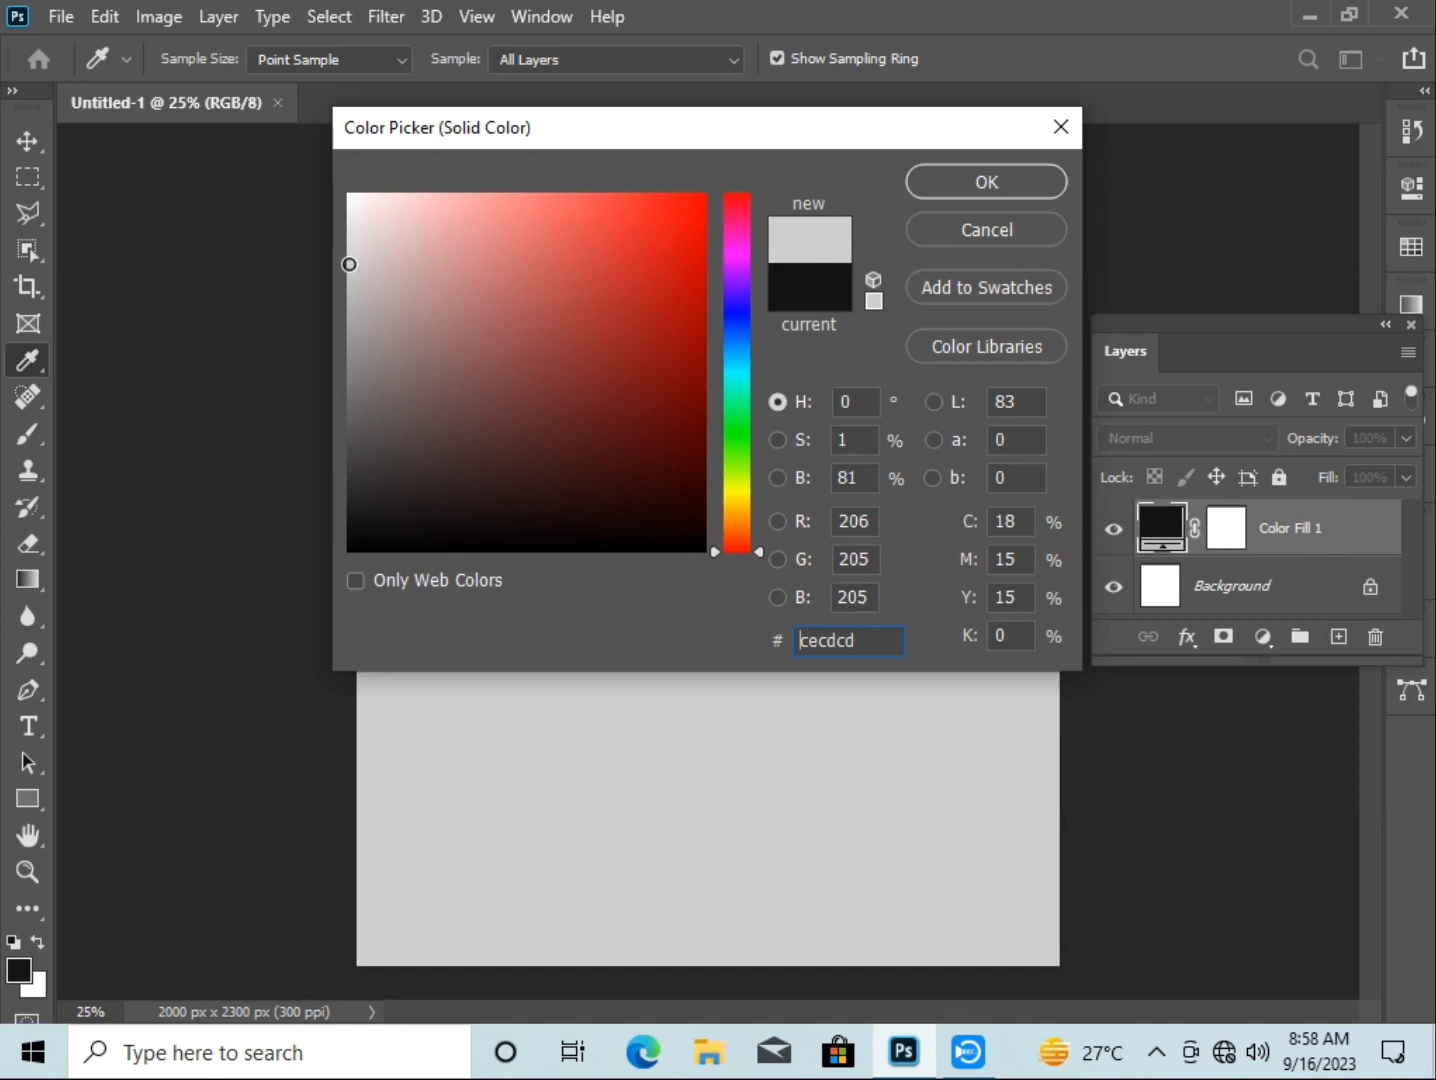 Ps File Edit Image Layer Type Select Filter 3D View Window Help
Sample Size: Point Sample Sample: All Layers Show Sampling Ring
Untitled-1 @ 25% (RGB/8)
Color Picker (Solid Color)
new
current
OK
Cancel
Add to Swatches
Color Libraries
H: 0 ° L: 83
S: 1 % a: 0
B: 81 % b: 0
R: 206 C: 18 %
G: 205 M: 15 %
B: 205 Y: 15 %
# cecdcd K: 0 %
Only Web Colors
Layers
Kind
Normal Opacity: 100%
Lock: Fill: 100%
Color Fill 1
Background
fx
25% 2000 px x 2300 px (300 ppi)
Type here to search
Ps
REC
27°C
8:58 AM
9/16/2023